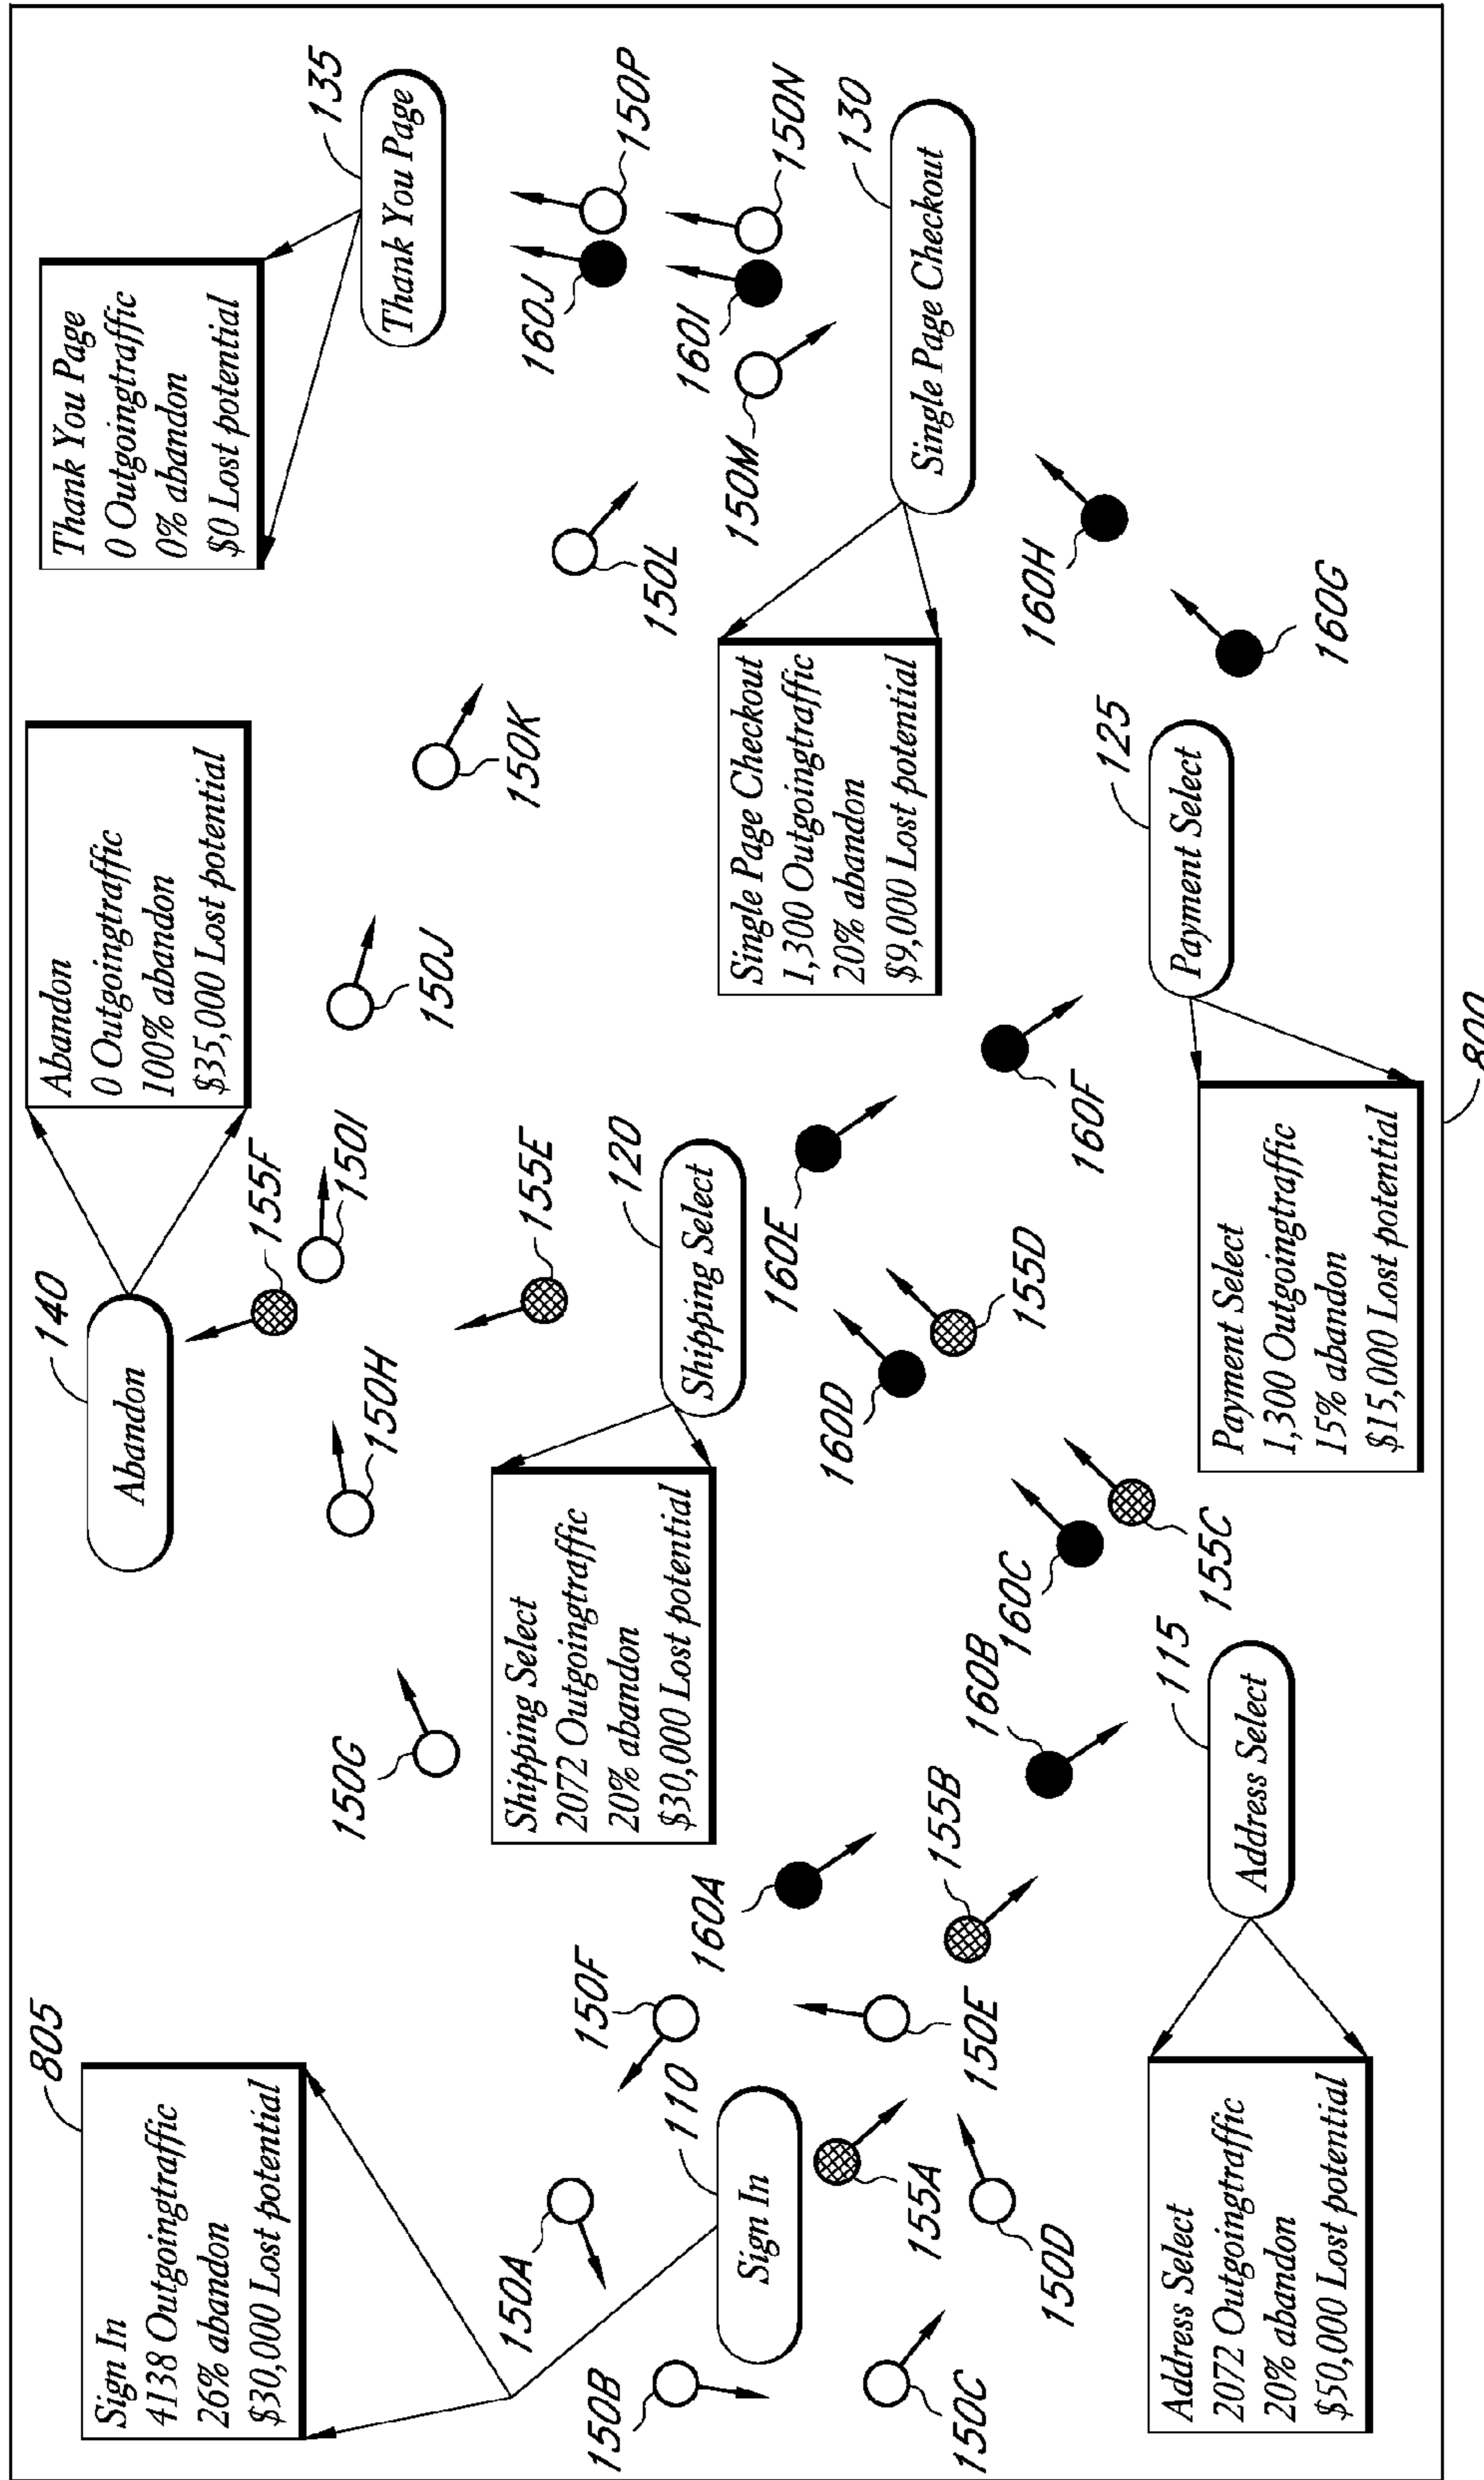 805
Sign In
4138 Outgoingtraffic
26% abandon
$30,000 Lost potential
140
Abandon
Abandon
0 Outgoingtraffic
100% abandon
$35,000 Lost potential
Thank You Page
0 Outgoingtraffic
0% abandon
$0 Lost potential
135
Thank You Page
150A
150B
150C
150D
150E
150F
110
Sign In
155A
155B
150G
150H
155F
150I
150J
150K
150L
150M
160J
150P
160I
150N
Shipping Select
2072 Outgoingtraffic
20% abandon
$30,000 Lost potential
155E
120
Shipping Select
Single Page Checkout
1,300 Outgoingtraffic
20% abandon
$9,000 Lost potential
130
Single Page Checkout
160A
160B
160C
155C
160D
155D
160E
160F
160H
160G
Address Select
2072 Outgoingtraffic
20% abandon
$50,000 Lost potential
115
Address Select
Payment Select
1,300 Outgoingtraffic
15% abandon
$15,000 Lost potential
125
Payment Select
800